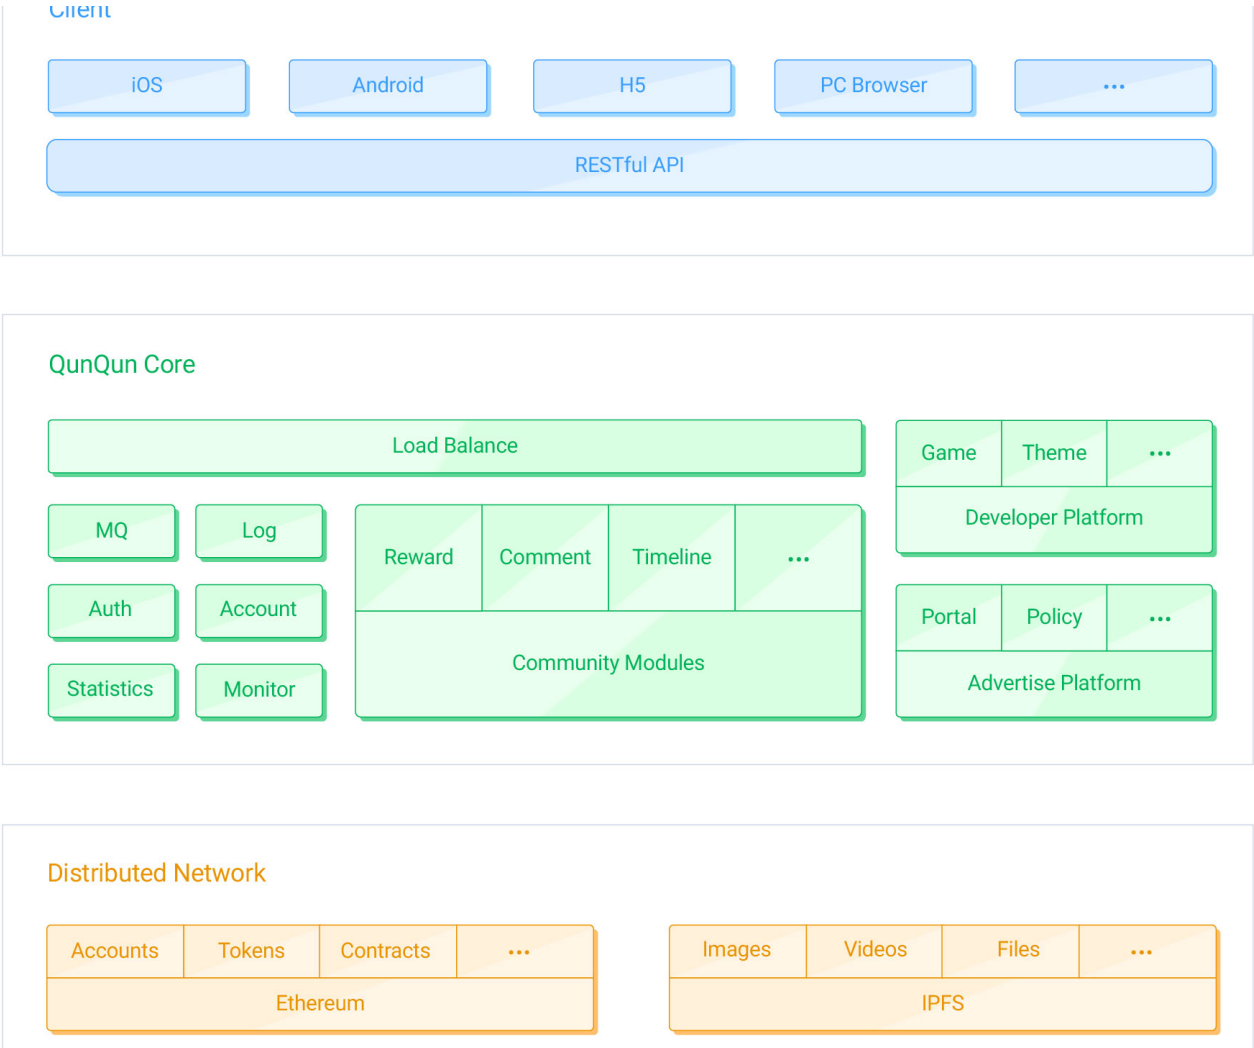 Client
iOS
Android
H5
PC Browser
...
RESTful API
QunQun Core
Load Balance
Game
Theme
...
Developer Platform
MQ
Log
Reward
Comment
Timeline
...
Auth
Account
Portal
Policy
...
Community Modules
Statistics
Monitor
Advertise Platform
Distributed Network
Accounts
Tokens
Contracts
...
Ethereum
Images
Videos
Files
...
IPFS